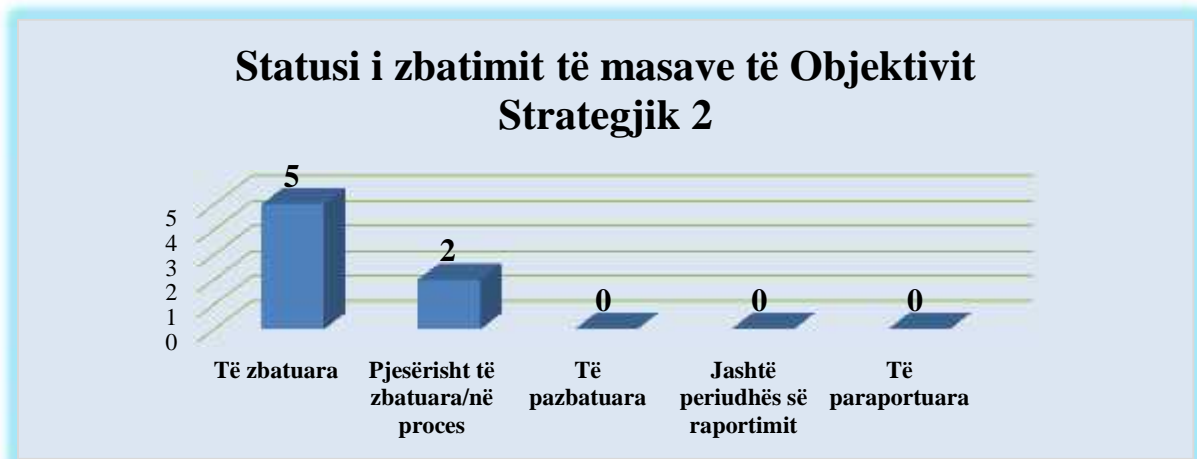 Statusi i zbatimit të masave të Objektivit
Strategjik 2
5
2
0
0
0
5
4
3
2
1
0
Të zbatuara
Pjesërisht të
zbatuara/në
proces
Të
pazbatuara
Jashtë
periudhës së
raportimit
Të
paraportuara